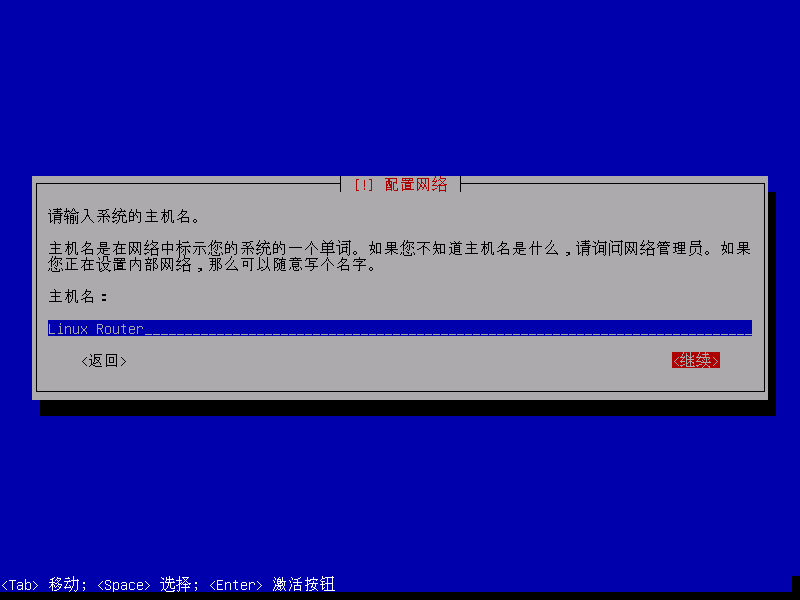 [!] 配置网络
请输入系统的主机名。
主机名是在网络中标示您的系统的一个单词。如果您不知道主机名是什么，请询问网络管理员。如果
您正在设置内部网络，那么可以随意写个名字。
主机名：
Linux Router
<返回> <继续>
<Tab> 移动; <Space> 选择; <Enter> 激活按钮